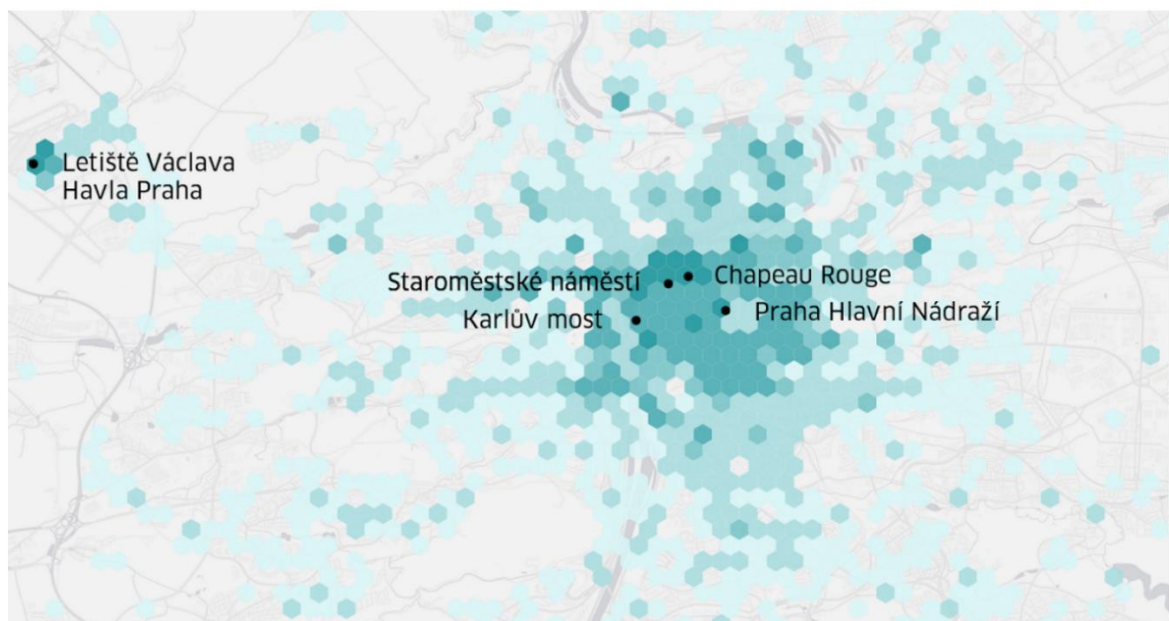 Letiště Václava
Havla Praha
Staroměstské náměstí
Chapeau Rouge
Karlův most
Praha Hlavní Nádraží